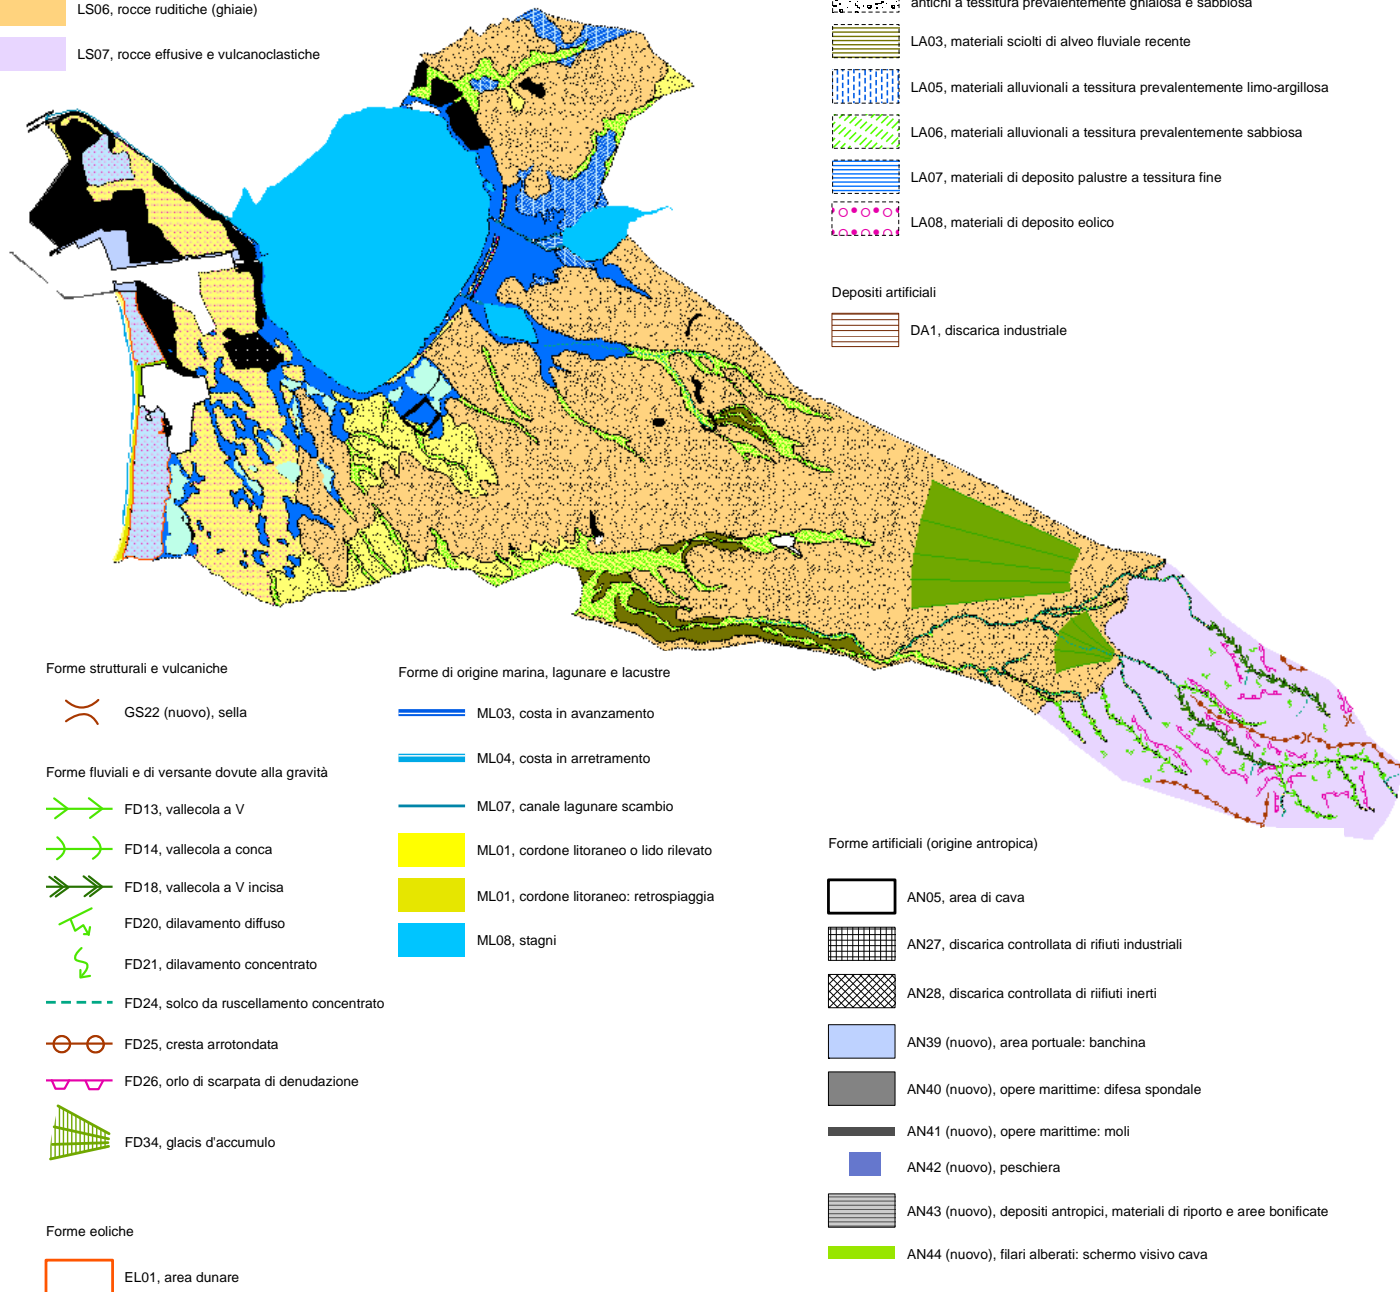 LS06, rocce ruditiche (ghiaie)
LS07, rocce effusive e vulcanoclastiche
antichi a tessitura prevalentemente ghiaiosa e sabbiosa
LA03, materiali sciolti di alveo fluviale recente
LA05, materiali alluvionali a tessitura prevalentemente limo-argillosa
LA06, materiali alluvionali a tessitura prevalentemente sabbiosa
LA07, materiali di deposito palustre a tessitura fine
LA08, materiali di deposito eolico
Depositi artificiali
DA1, discarica industriale
Forme strutturali e vulcaniche
GS22 (nuovo), sella
Forme fluviali e di versante dovute alla gravità
FD13, vallecola a V
FD14, vallecola a conca
FD18, vallecola a V incisa
FD20, dilavamento diffuso
FD21, dilavamento concentrato
FD24, solco da ruscellamento concentrato
FD25, cresta arrotondata
FD26, orlo di scarpata di denudazione
FD34, glacis d'accumulo
Forme eoliche
EL01, area dunare
Forme di origine marina, lagunare e lacustre
ML03, costa in avanzamento
ML04, costa in arretramento
ML07, canale lagunare scambio
ML01, cordone litoraneo o lido rilevato
ML01, cordone litoraneo: retrospiaggia
ML08, stagni
Forme artificiali (origine antropica)
AN05, area di cava
AN27, discarica controllata di rifiuti industriali
AN28, discarica controllata di riifiuti inerti
AN39 (nuovo), area portuale: banchina
AN40 (nuovo), opere marittime: difesa spondale
AN41 (nuovo), opere marittime: moli
AN42 (nuovo), peschiera
AN43 (nuovo), depositi antropici, materiali di riporto e aree bonificate
AN44 (nuovo), filari alberati: schermo visivo cava